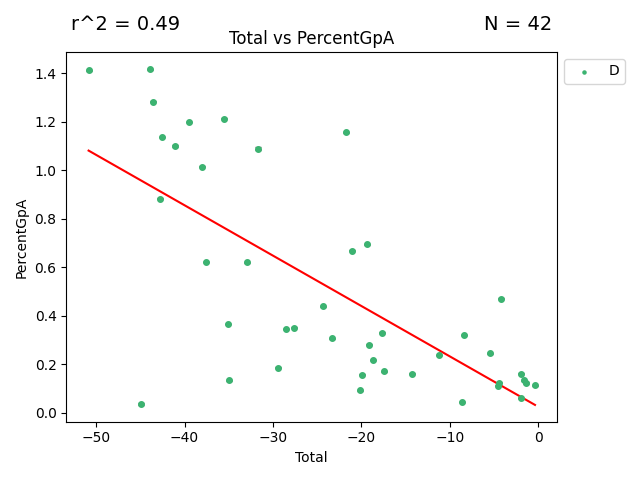 r^2 = 0.49 N = 42
Total vs PercentGpA
D
1.4
1.2
1.0
0.8
0.6
0.4
0.2
0.0
PercentGpA
−50 −40 −30 −20 −10 0
Total